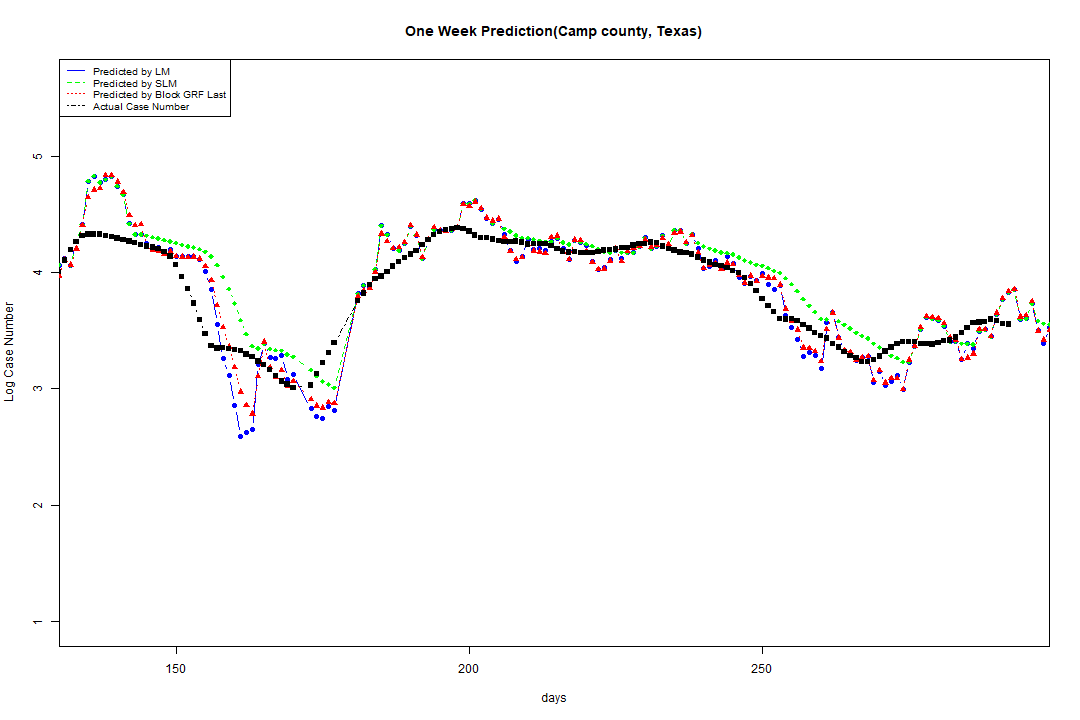 One Week Prediction(Camp county, Texas)
Predicted by LM
Predicted by SLM
Predicted by Block GRF Last
Actual Case Number
5
4
3
2
1
Log Case Number
150 200 250
days